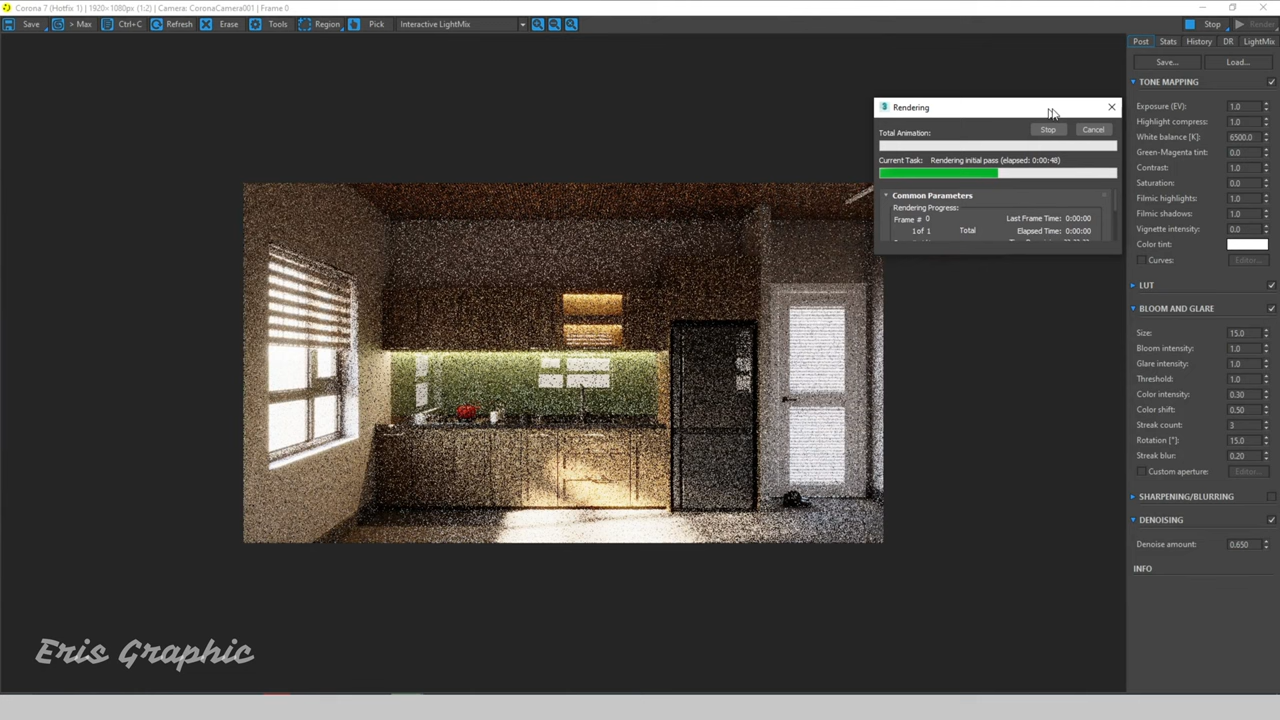 Corona 7 (Hotfix 1) | 1920×1080px (1:2) | Camera: CoronaCamera001 | Frame 0
Save > Max Ctrl+C Refresh Erase Tools Region Pick Interactive LightMix Stop Render
Post Stats History DR LightMix
Save... Load...
TONE MAPPING
Exposure (EV): 1.0
Highlight compress: 1.0
White balance [K]: 6500.0
Green-Magenta tint: 0.0
Contrast: 1.0
Saturation: 0.0
Filmic highlights: 1.0
Filmic shadows: 1.0
Vignette intensity: 0.0
Color tint:
Curves: Editor...
LUT
BLOOM AND GLARE
Size: 15.0
Bloom intensity: 1.0
Glare intensity: 1.0
Threshold: 1.0
Color intensity: 0.30
Color shift: 0.50
Streak count: 3
Rotation [°]: 15.0
Streak blur: 0.20
Custom aperture: Editor...
SHARPENING/BLURRING
DENOISING
Denoise amount: 0.650
INFO
Rendering
Total Animation: Stop Cancel
Current Task: Rendering initial pass (elapsed: 0:00:48)
Common Parameters
Rendering Progress:
Frame # 0 Last Frame Time: 0:00:00
1 of 1 Total Elapsed Time: 0:00:00
Eris Graphic